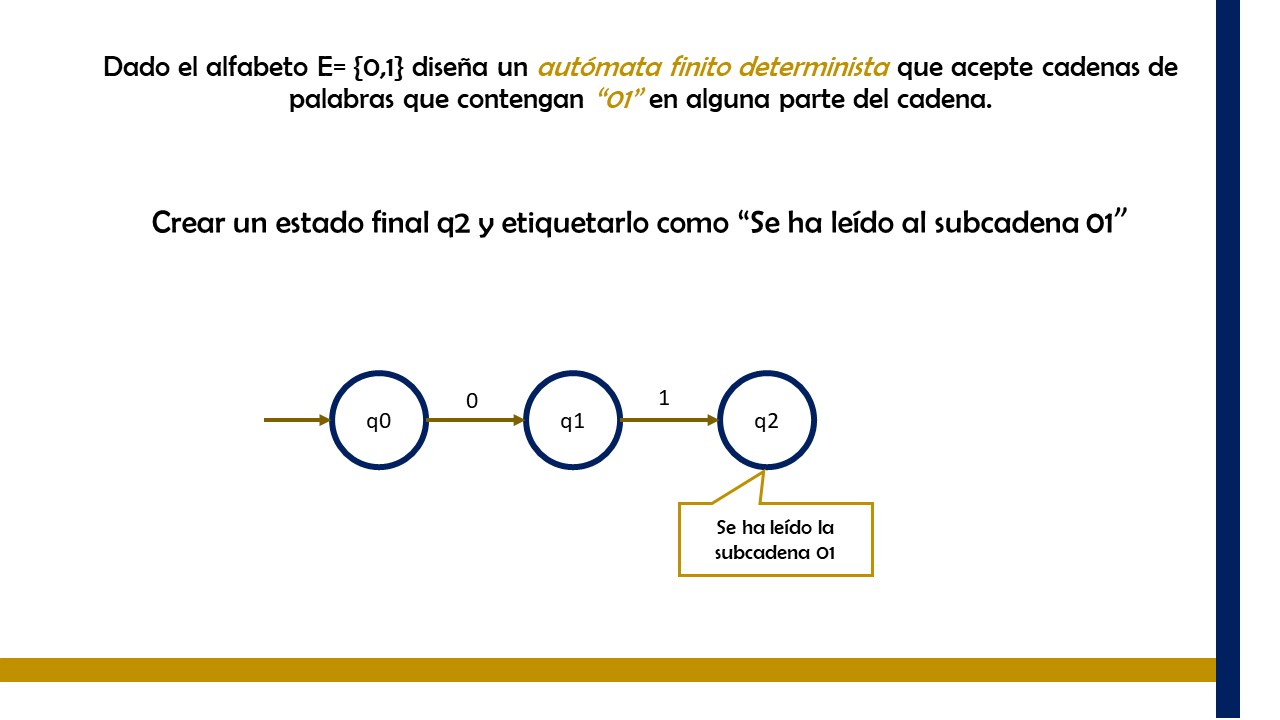 Dado el alfabeto E= {0,1} diseña un autómata finito determinista que acepte cadenas de
palabras que contengan “01” en alguna parte del cadena.
Crear un estado final q2 y etiquetarlo como “Se ha leído al subcadena 01”
q0
0
q1
1
q2
Se ha leído la
subcadena 01